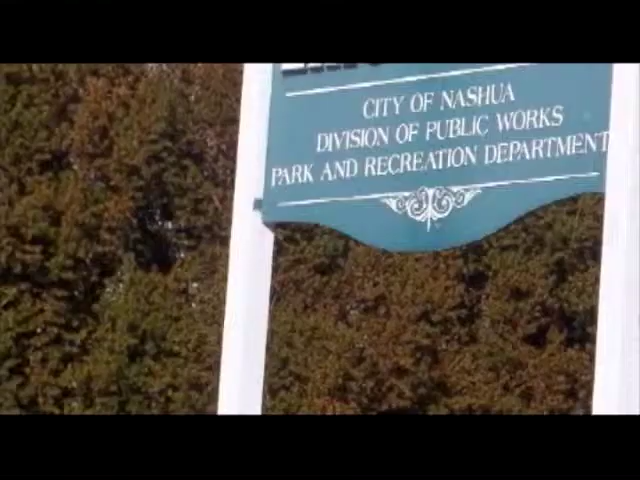 CITY OF NASHUA
DIVISION OF PUBLIC WORKS
PARK AND RECREATION DEPARTMENT